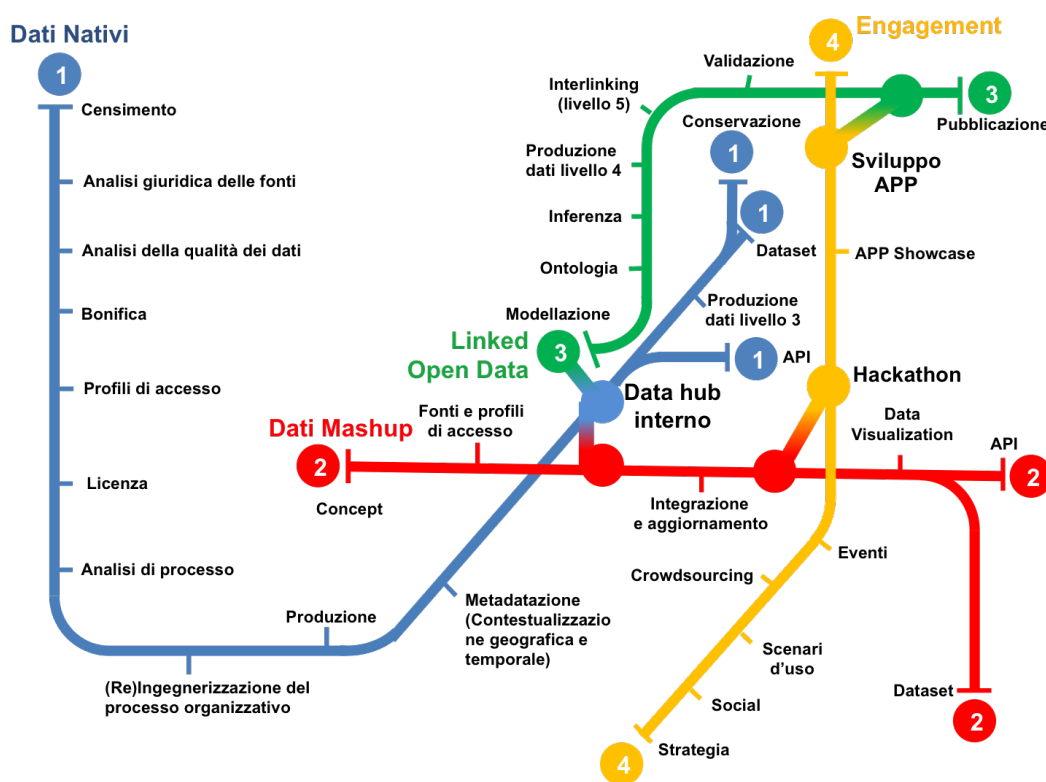 Dati Nativi
1
Censimento
Analisi giuridica delle fonti
Analisi della qualità dei dati
Bonifica
Profili di accesso
Licenza
Analisi di processo
(Re)Ingegnerizzazione del
processo organizzativo
Produzione
Metadatazione
(Contestualizzazio
ne geografica e
temporale)
Data hub
interno
API
1
Produzione
dati livello 3
Dataset
1
Conservazione
1
Dati Mashup
2
Concept
Fonti e profili
di accesso
Integrazione
e aggiornamento
Data
Visualization
API
2
Dataset
2
Linked
Open Data
3
Modellazione
Ontologia
Inferenza
Produzione
dati livello 4
Interlinking
(livello 5)
Validazione
3
Pubblicazione
Engagement
4
Sviluppo
APP
APP Showcase
Hackathon
Eventi
Crowdsourcing
Scenari
d’uso
Social
Strategia
4